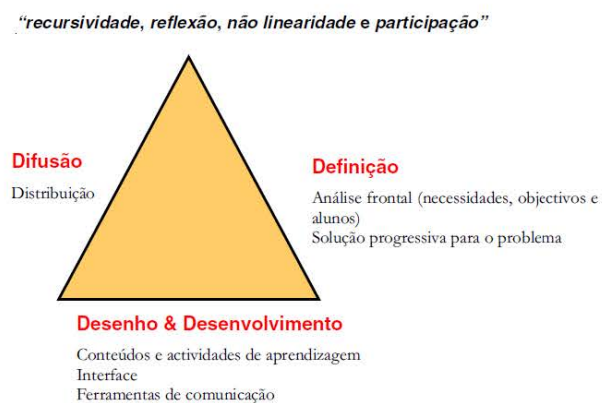 “recursividade, reflexão, não linearidade e participação”
Difusão
Distribuição
Definição
Análise frontal (necessidades, objectivos e
alunos)
Solução progressiva para o problema
Desenho & Desenvolvimento
Conteúdos e actividades de aprendizagem
Interface
Ferramentas de comunicação